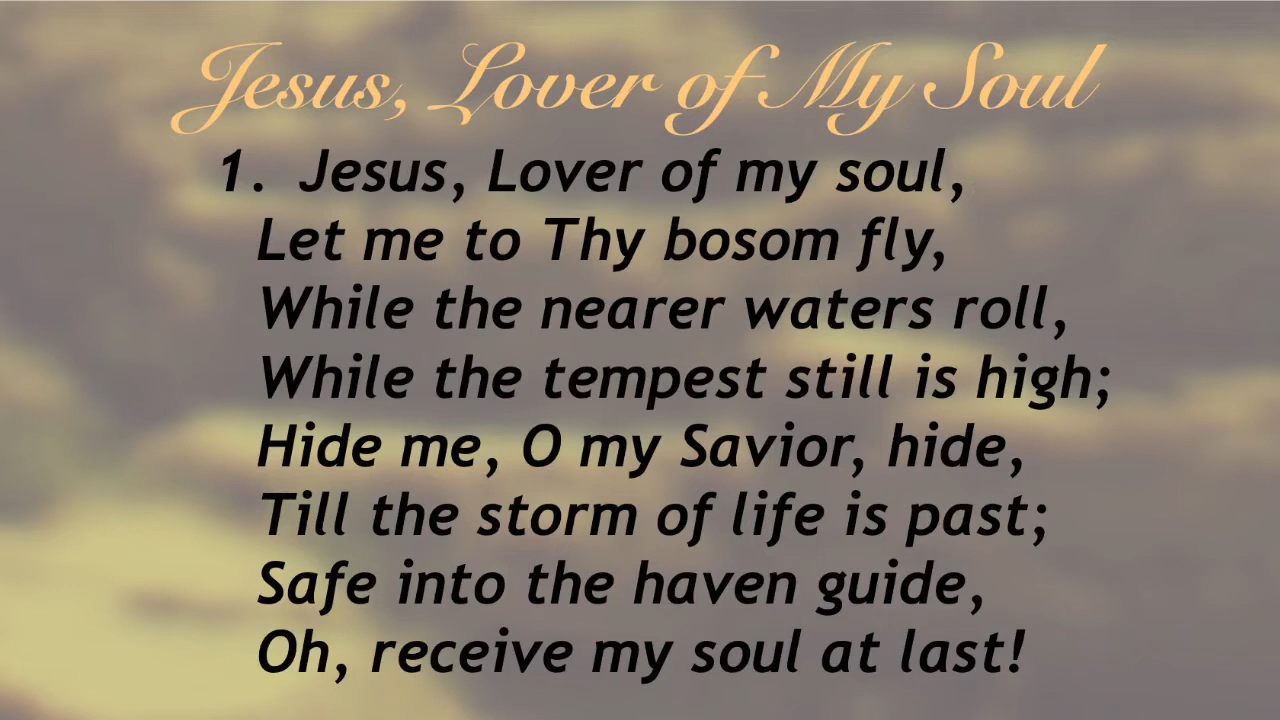 Jesus, Lover of My Soul
1. Jesus, Lover of my soul,
Let me to Thy bosom fly,
While the nearer waters roll,
While the tempest still is high;
Hide me, O my Savior, hide,
Till the storm of life is past;
Safe into the haven guide,
Oh, receive my soul at last!